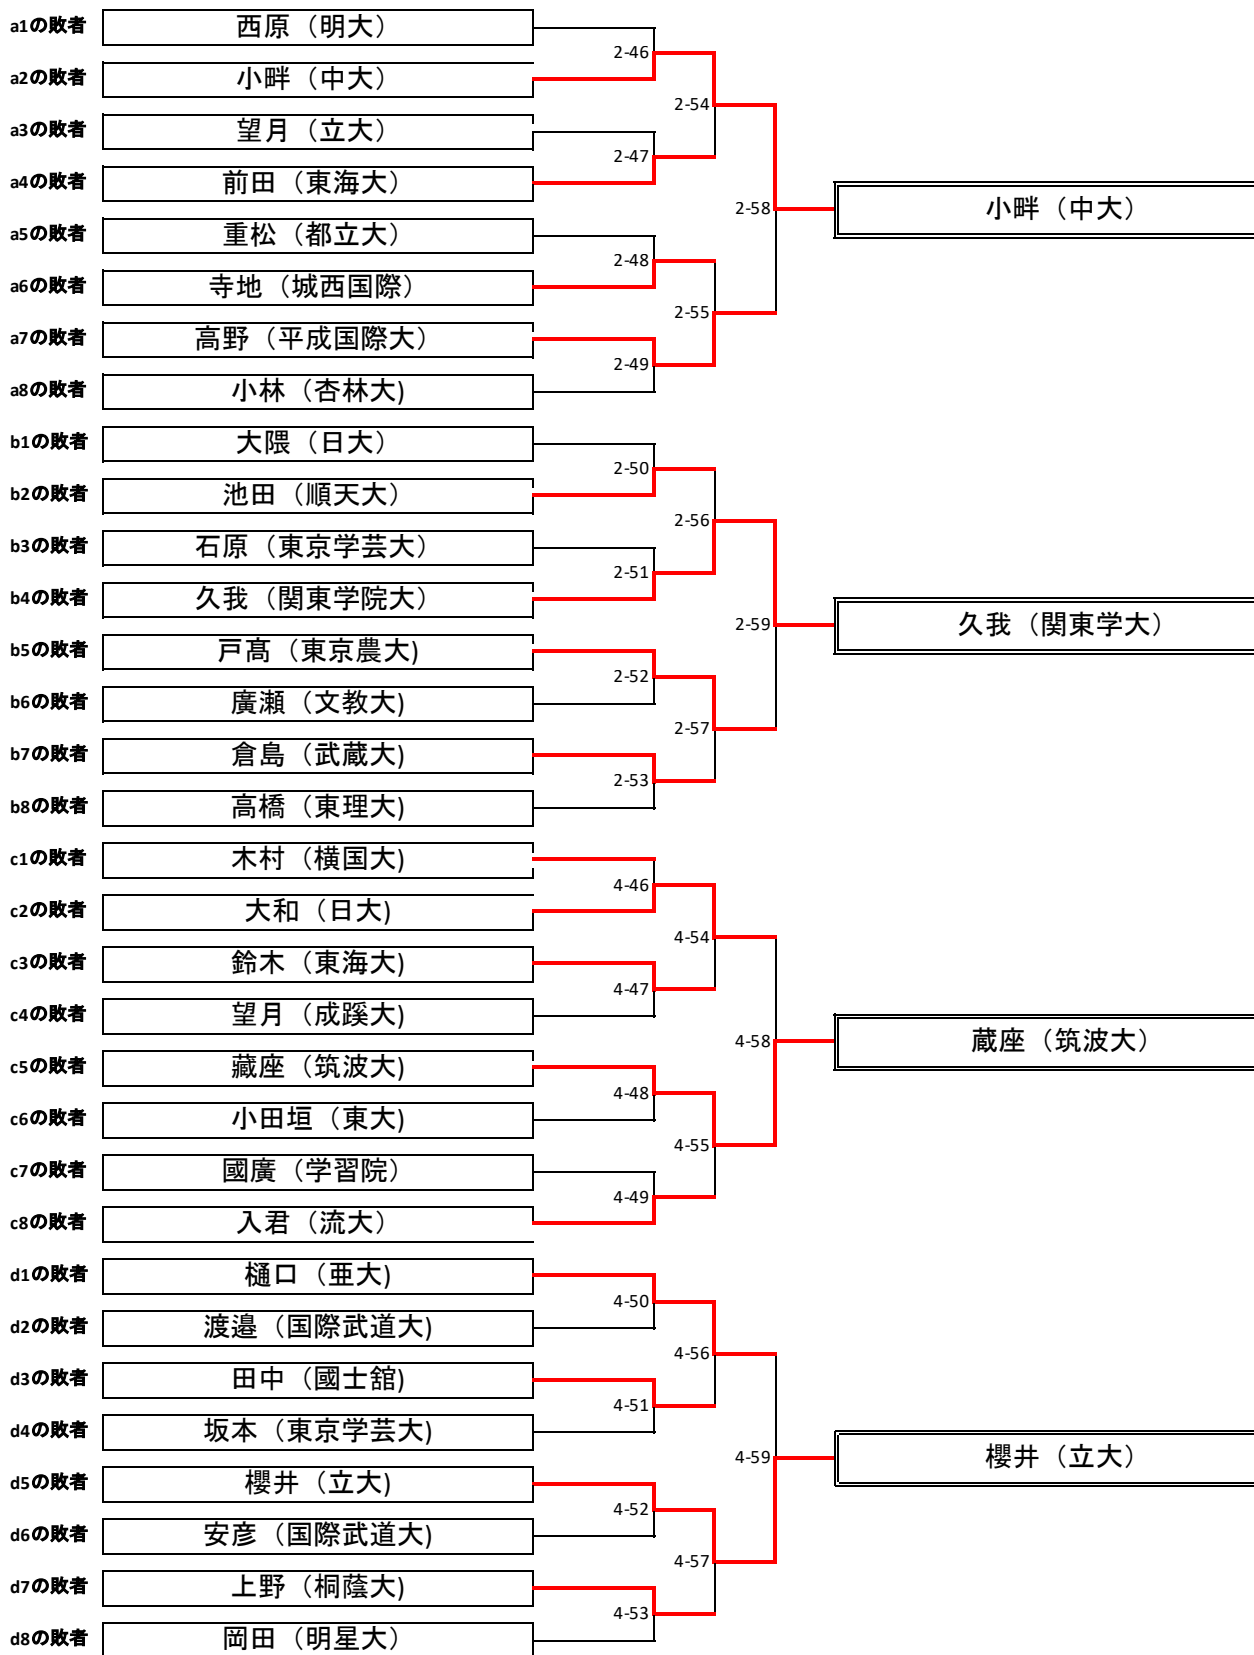 a1の敗者 西原（明大）
2-46
a2の敗者 小畔（中大）
2-54
a3の敗者 望月（立大）
2-47
a4の敗者 前田（東海大）
2-58 小畔（中大）
a5の敗者 重松（都立大）
2-48
a6の敗者 寺地（城西国際）
2-55
a7の敗者 高野（平成国際大）
2-49
a8の敗者 小林（杏林大)
b1の敗者 大隈（日大）
2-50
b2の敗者 池田（順天大）
2-56
b3の敗者 石原（東京学芸大）
2-51
b4の敗者 久我（関東学院大）
2-59 久我（関東学大）
b5の敗者 戸髙（東京農大)
2-52
b6の敗者 廣瀬（文教大)
2-57
b7の敗者 倉島（武蔵大)
2-53
b8の敗者 高橋（東理大)
c1の敗者 木村（横国大)
4-46
c2の敗者 大和（日大)
4-54
c3の敗者 鈴木（東海大)
4-47
c4の敗者 望月（成蹊大)
4-58 蔵座（筑波大）
c5の敗者 藏座（筑波大)
4-48
c6の敗者 小田垣（東大)
4-55
c7の敗者 國廣（学習院）
4-49
c8の敗者 入君（流大）
d1の敗者 樋口（亜大)
4-50
d2の敗者 渡邉（国際武道大)
4-56
d3の敗者 田中（國士舘)
4-51
d4の敗者 坂本（東京学芸大)
4-59 櫻井（立大）
d5の敗者 櫻井（立大)
4-52
d6の敗者 安彦（国際武道大)
4-57
d7の敗者 上野（桐蔭大)
4-53
d8の敗者 岡田（明星大）